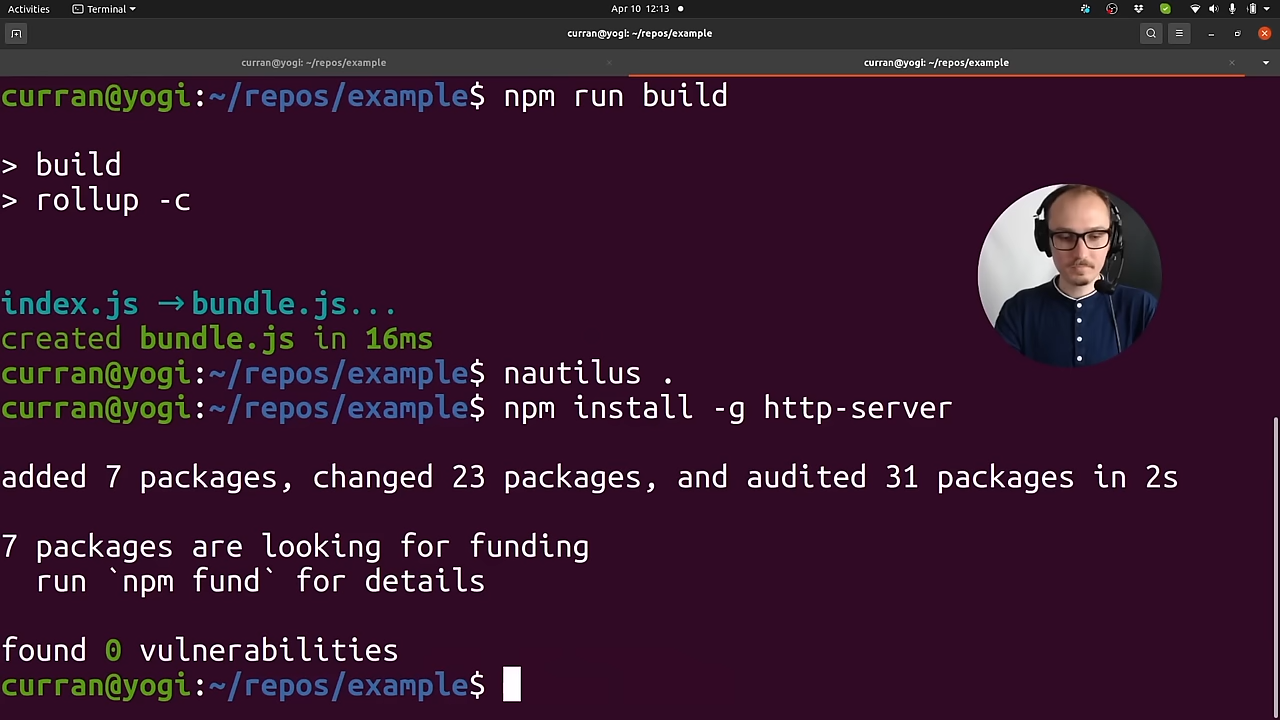 Activities Terminal Apr 10 12:13
curran@yogi: ~/repos/example
curran@yogi: ~/repos/example curran@yogi: ~/repos/example
curran@yogi:~/repos/example$ npm run build
> build
> rollup -c
index.js → bundle.js...
created bundle.js in 16ms
curran@yogi:~/repos/example$ nautilus .
curran@yogi:~/repos/example$ npm install -g http-server
added 7 packages, changed 23 packages, and audited 31 packages in 2s
7 packages are looking for funding
run `npm fund` for details
found 0 vulnerabilities
curran@yogi:~/repos/example$